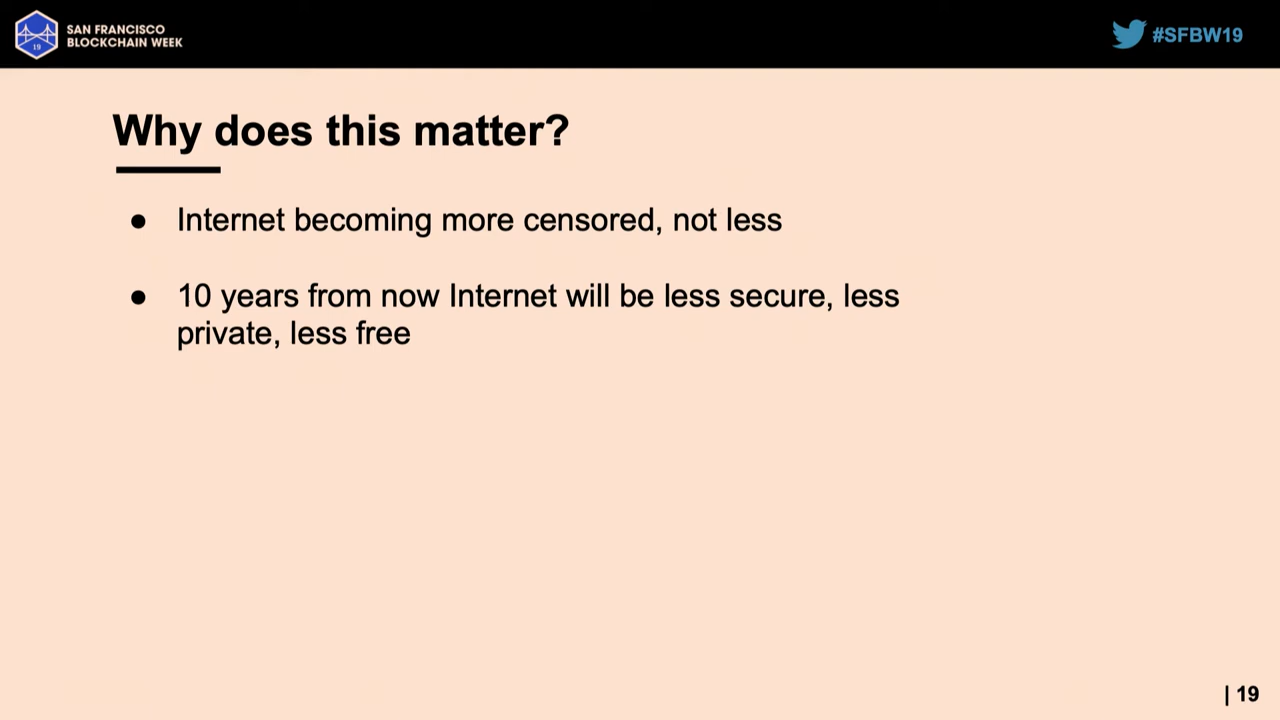 SAN FRANCISCO
BLOCKCHAIN WEEK
19
#SFBW19
Why does this matter?
● Internet becoming more censored, not less
● 10 years from now Internet will be less secure, less
private, less free
| 19